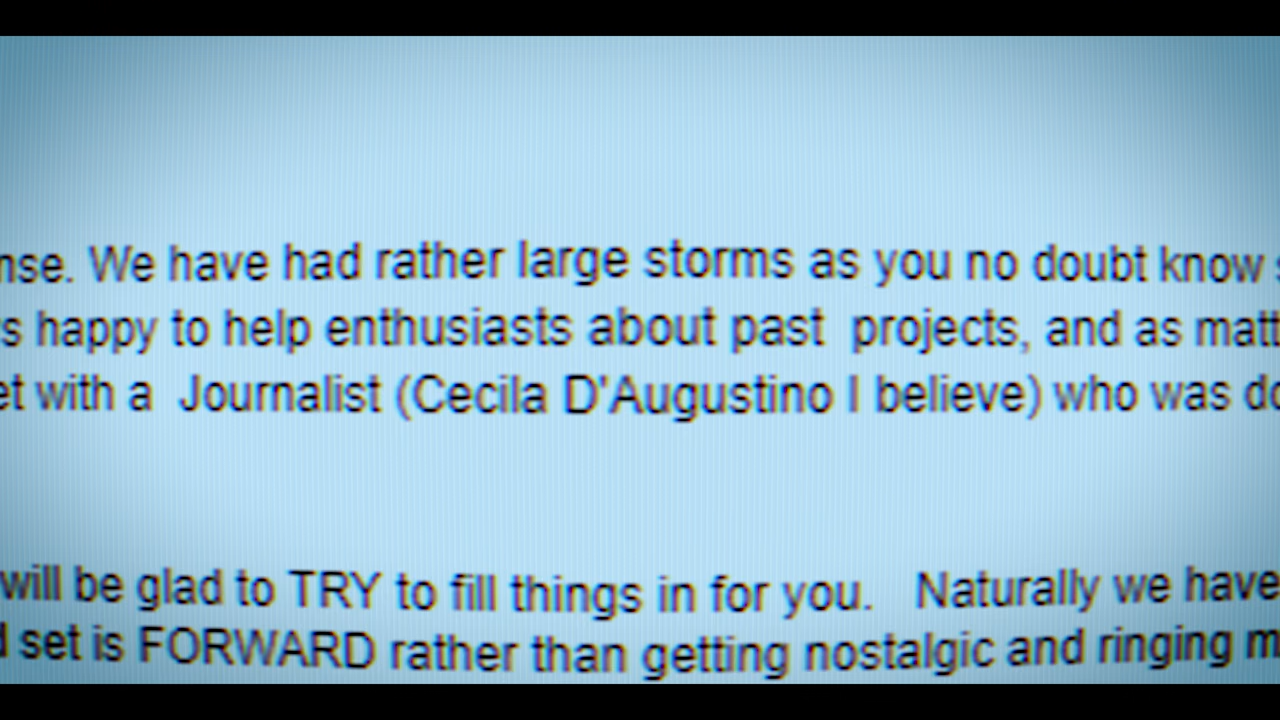 nse. We have had rather large storms as you no doubt know
s happy to help enthusiasts about past  projects, and as matt
et with a  Journalist (Cecila D'Augustino I believe) who was do
will be glad to TRY to fill things in for you.   Naturally we have
d set is FORWARD rather than getting nostalgic and ringing m